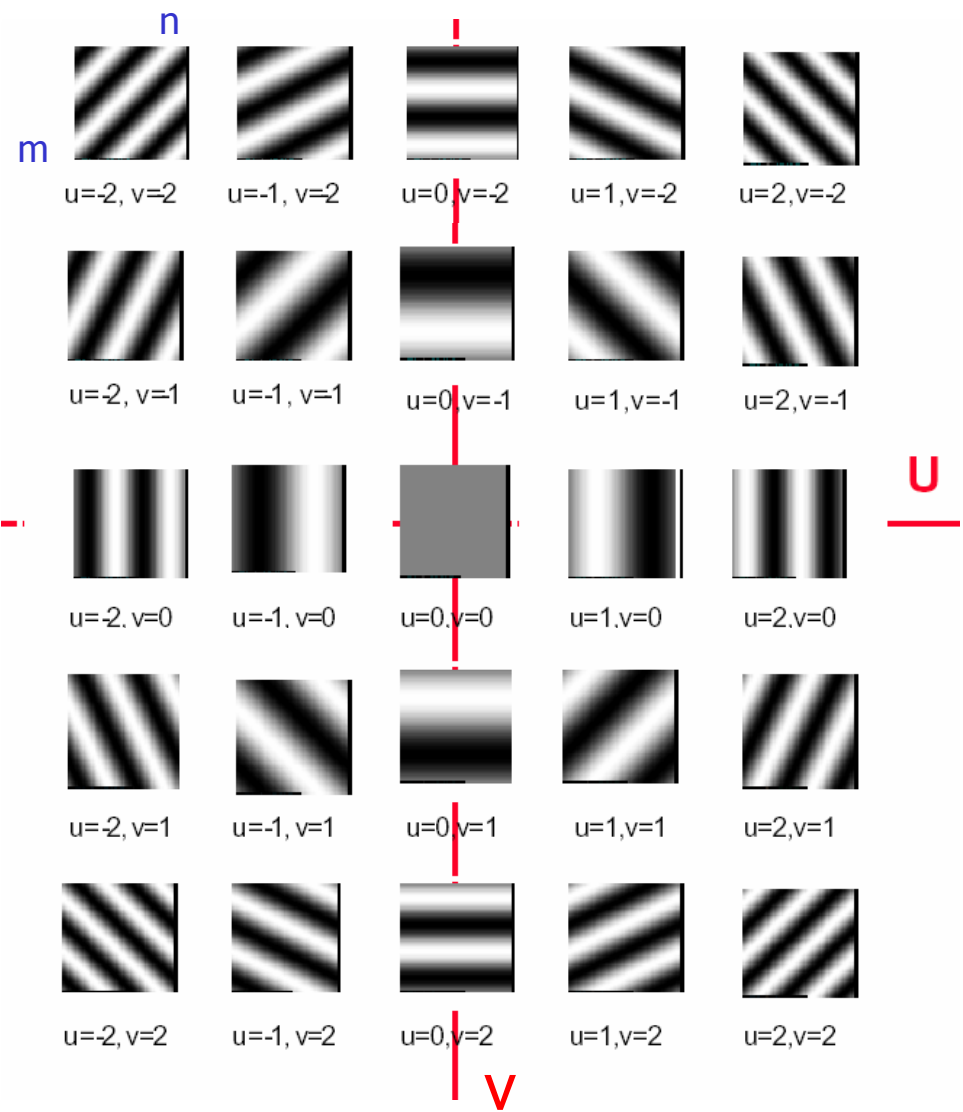 n
m
u=-2, v=-2 u=-1, v=-2 u=0,v=-2 u=1,v=-2 u=2,v=-2
u=-2, v=-1 u=-1, v=-1 u=0,v=-1 u=1,v=-1 u=2,v=-1
U
u=-2, v=0 u=-1, v=0 u=0,v=0 u=1,v=0 u=2,v=0
u=-2, v=1 u=-1, v=1 u=0,v=1 u=1,v=1 u=2,v=1
u=-2, v=2 u=-1, v=2 u=0,v=2 u=1,v=2 u=2,v=2
V